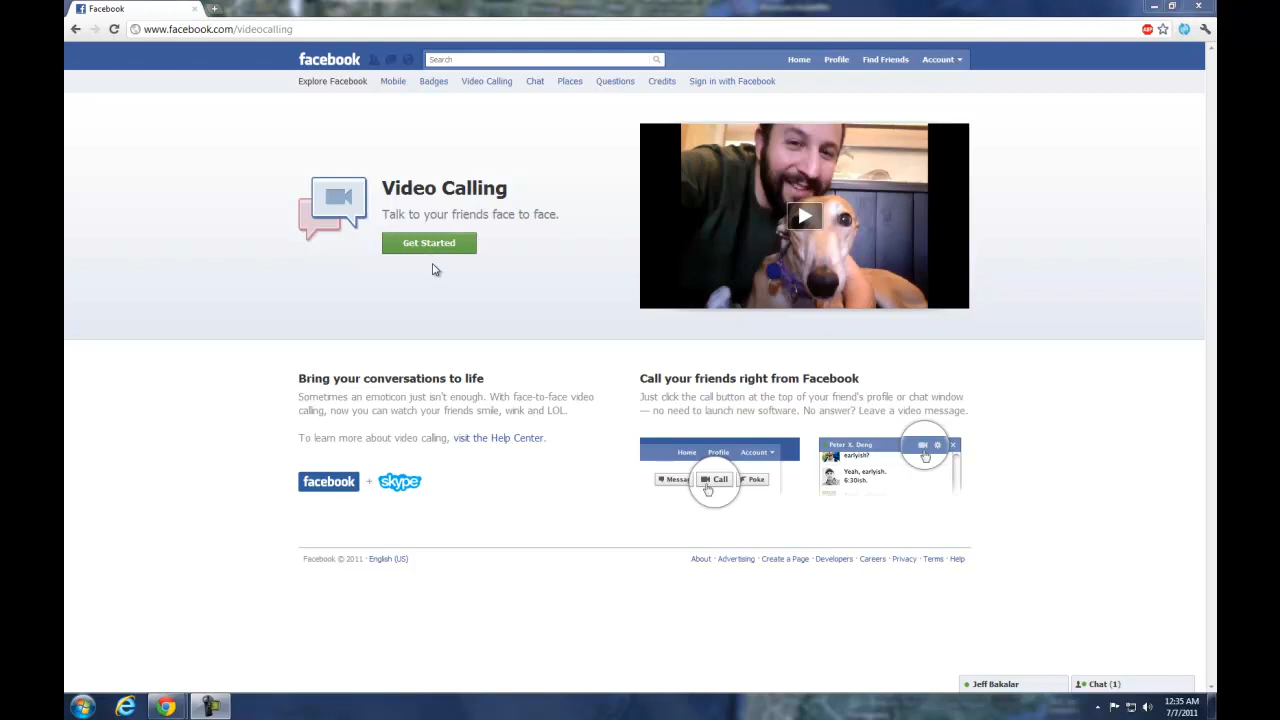 Facebook
www.facebook.com/videocalling
ABP
facebook
Search
Home Profile Find Friends Account
Explore Facebook Mobile Badges Video Calling Chat Places Questions Credits Sign in with Facebook
Video Calling
Talk to your friends face to face.
Get Started
Bring your conversations to life
Sometimes an emoticon just isn't enough. With face-to-face video
calling, now you can watch your friends smile, wink and LOL.
To learn more about video calling, visit the Help Center.
facebook + skype
Call your friends right from Facebook
Just click the call button at the top of your friend's profile or chat window
— no need to launch new software. No answer? Leave a video message.
Home Profile Account
Messa Call Poke
Peter X. Deng
earlyish?
Yeah, earlyish.
6:30ish.
Facebook © 2011 · English (US)
About · Advertising · Create a Page · Developers · Careers · Privacy · Terms · Help
Jeff Bakalar
Chat (1)
12:35 AM
7/7/2011